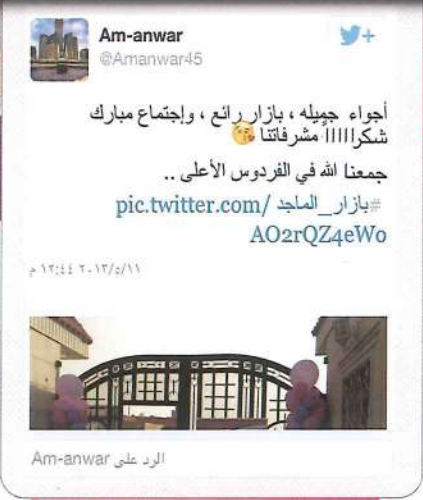 Am-anwar
@Amanwar45
أجواء جميله ، بازار رائع ، وإجتماع مبارك
شكرااااااً مشرفاتنا 😘
جمعنا الله في الفردوس الأعلى ..
#بازار_الماجد pic.twitter.com/
AO2rQZ4eWo
٢٠١٣/٥/١١ ١٢:٤٤ م
الرد على Am-anwar